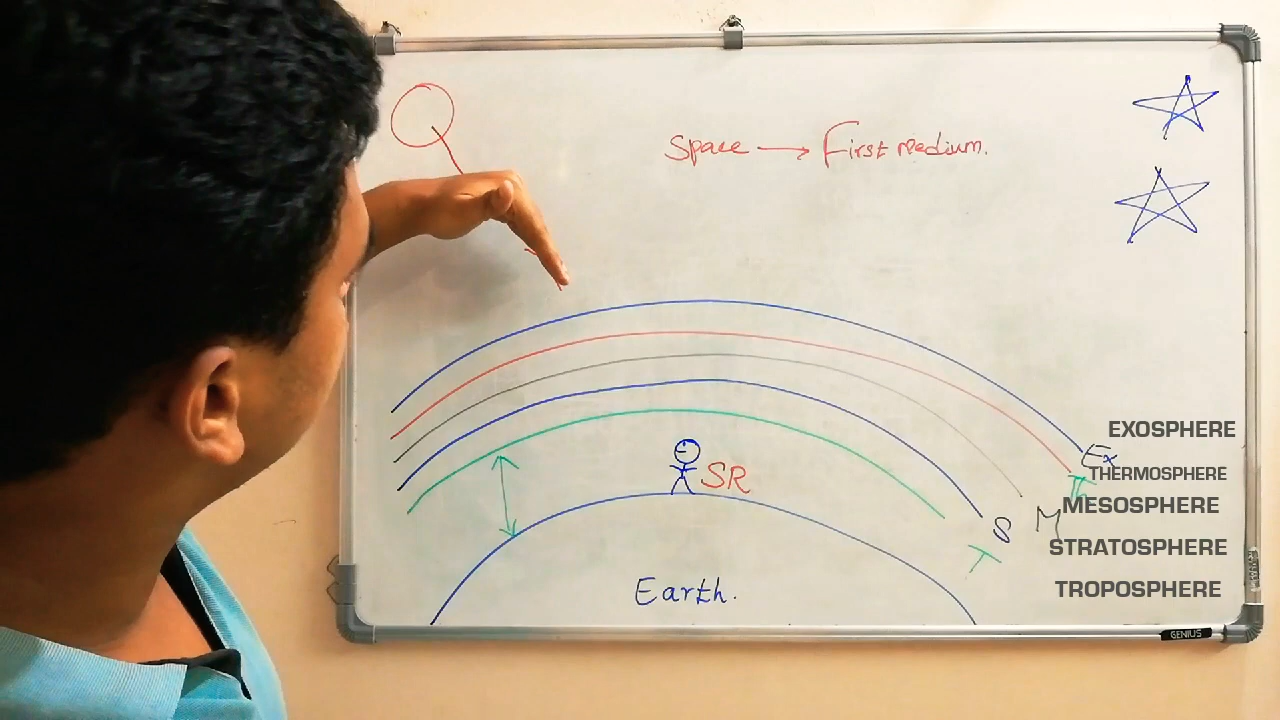 Space → First medium.
EXOSPHERE
Ex
THERMOSPHERE
SR
MESOSPHERE
M
S
STRATOSPHERE
T
Earth.
TROPOSPHERE
GENIUS